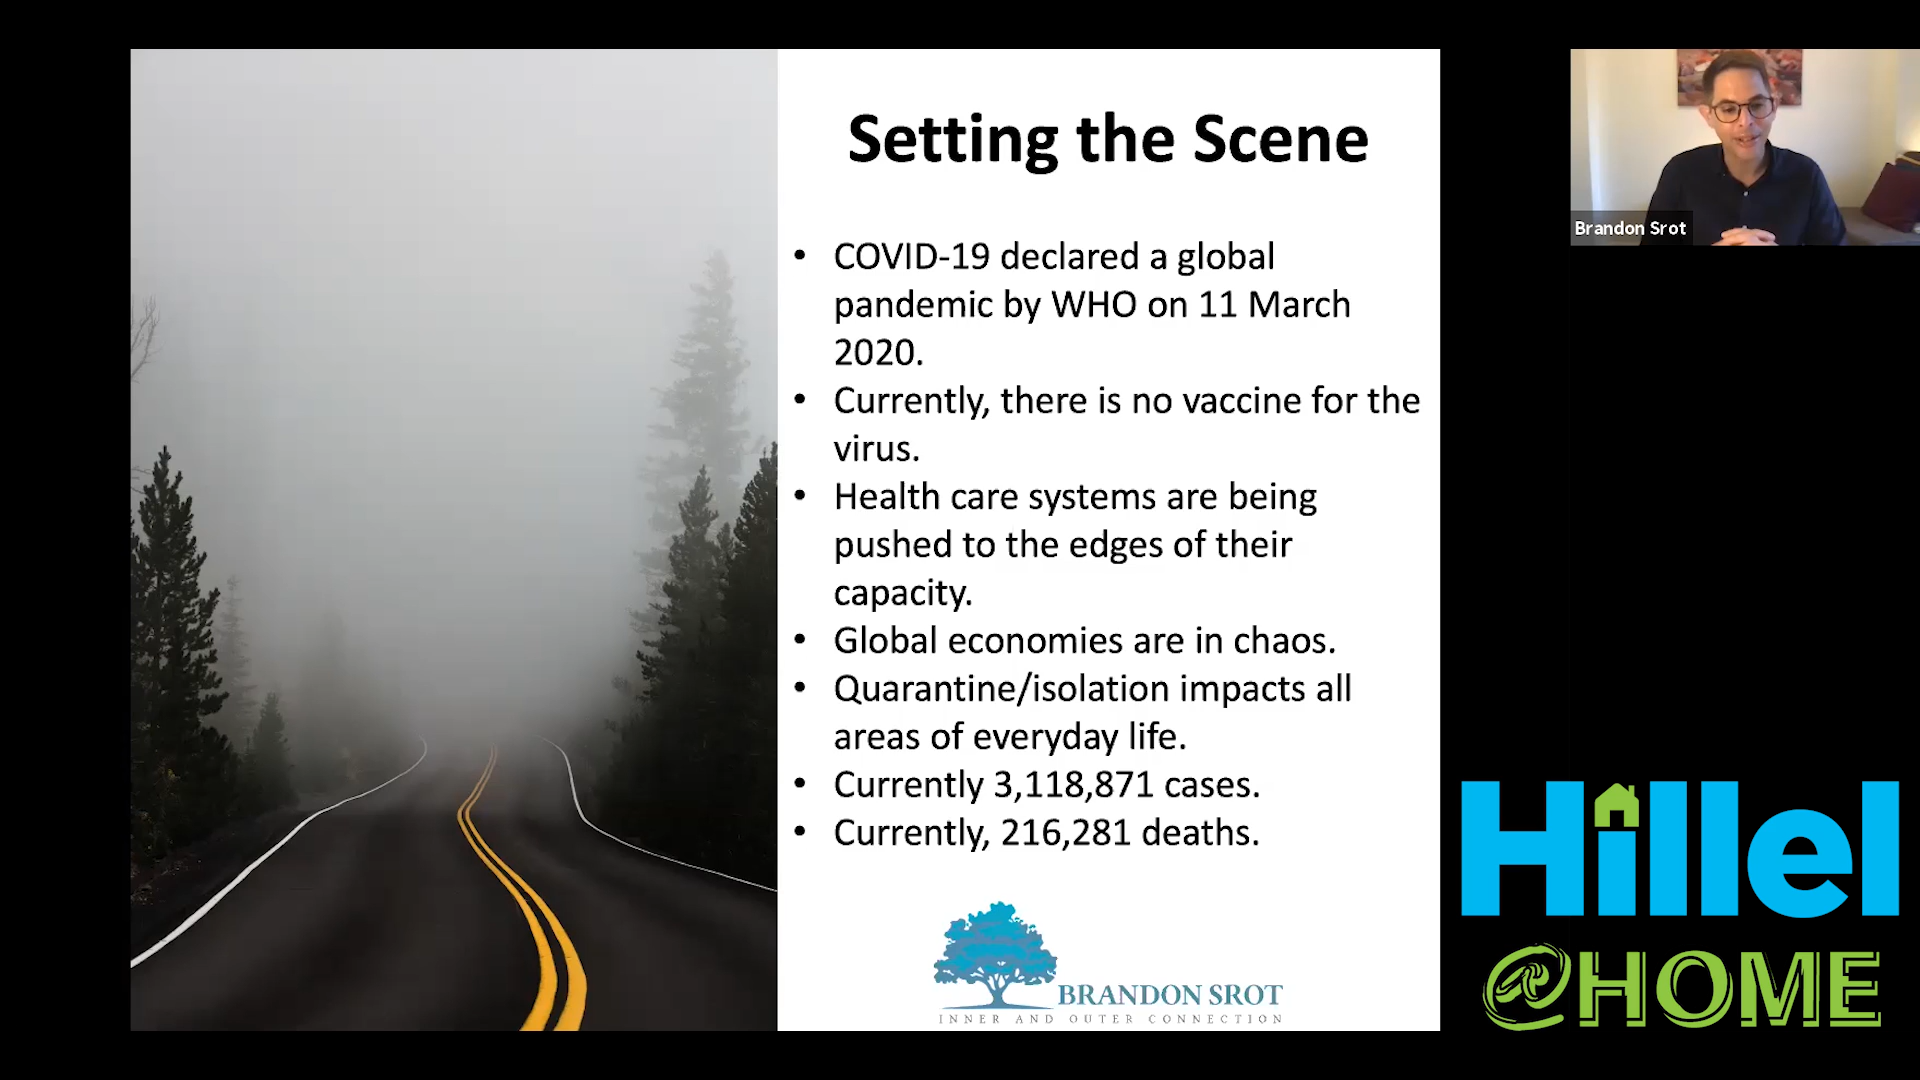 Setting the Scene
• COVID-19 declared a global
pandemic by WHO on 11 March
2020.
• Currently, there is no vaccine for the
virus.
• Health care systems are being
pushed to the edges of their
capacity.
• Global economies are in chaos.
• Quarantine/isolation impacts all
areas of everyday life.
• Currently 3,118,871 cases.
• Currently, 216,281 deaths.
BRANDON SROT
INNER AND OUTER CONNECTION
Brandon Srot
Hillel
@HOME